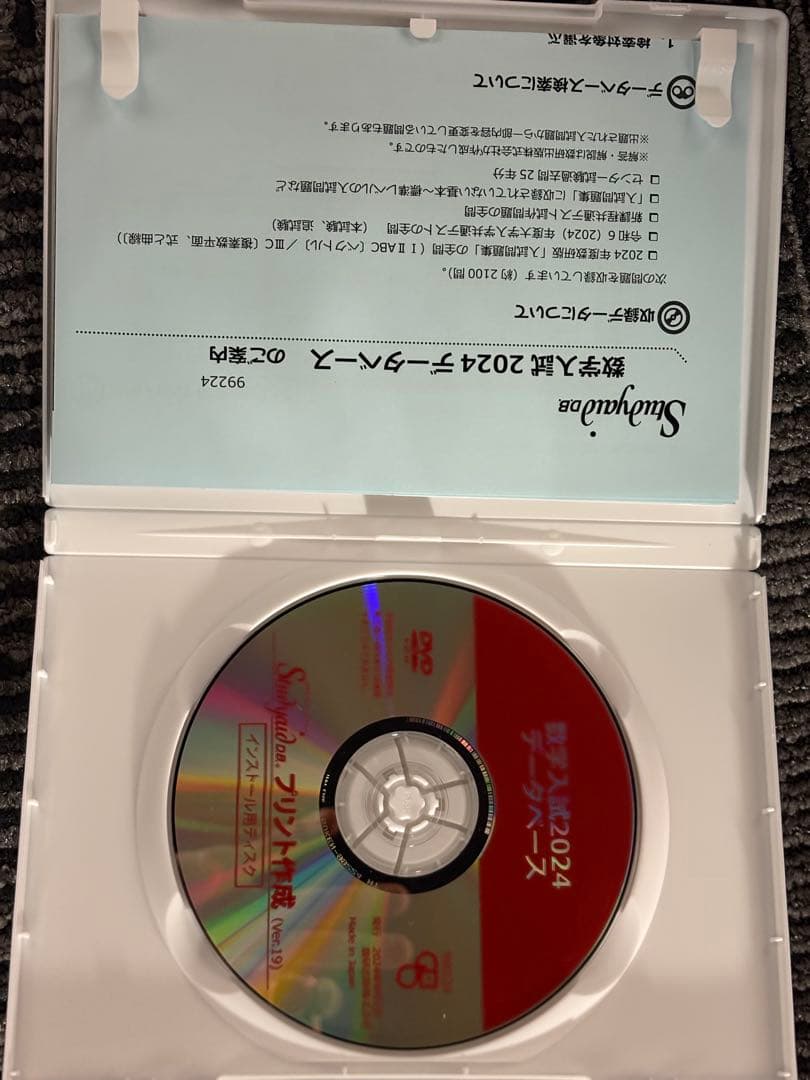 Studyaid D.B.
99224
数学入試 2024 データベース のご案内
収録データについて
次の問題を収録しています（約 2100 問）。
□ 2024 年度数研版「入試問題集」の全問（ⅠⅡABC〔ベクトル〕／ⅢC〔複素数平面、式と曲線〕）
□ 令和 6（2024）年度大学入学共通テストの全問 （本試験、追試験）
□ 新課程共通テスト試作問題の全問
□ 「入試問題集」に収録されていない基本～標準レベルの入試問題など
□ センター試験過去問 25 年分
※解答・解説は数研出版株式会社が作成したものです。
※出題された入試問題から一部内容を変更している問題もあります。
データベース検索について
1. 検索対象を選ぶ
数学入試2024
データベース
DVD
Studyaid D.B. プリント作成 (Ver.19)
インストール用ディスク
Made in Japan